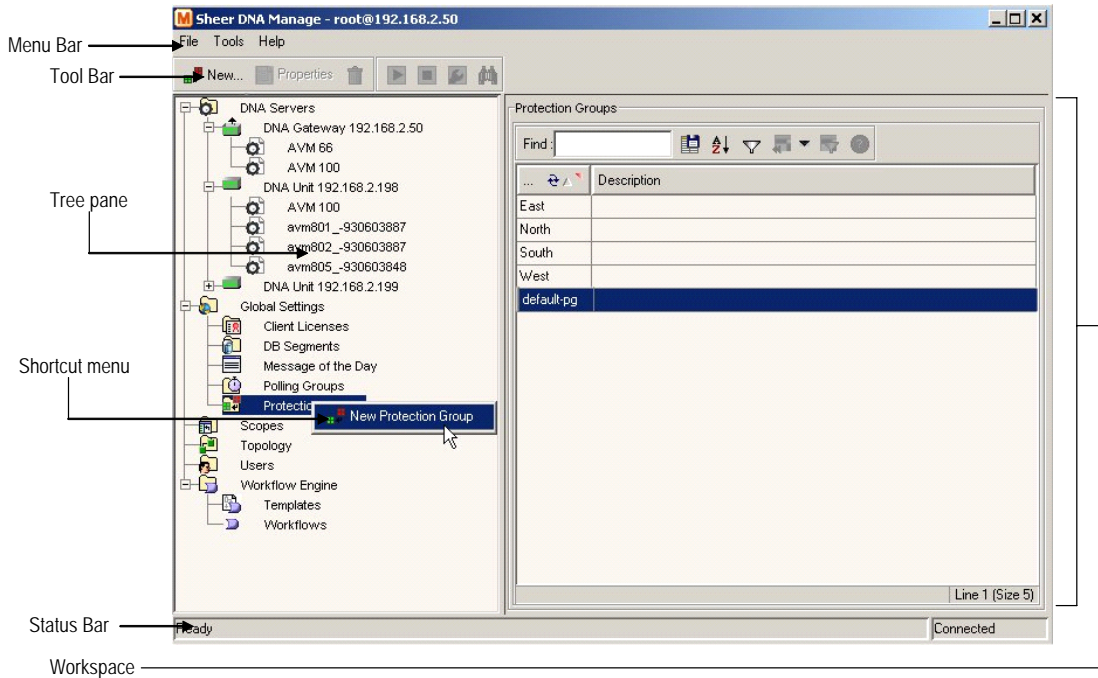 Sheer DNA Manage - root@192.168.2.50
Menu Bar
File Tools Help
Tool Bar
New... Properties
DNA Servers
DNA Gateway 192.168.2.50
AVM 66
AVM 100
DNA Unit 192.168.2.198
Tree pane
AVM 100
avm801_-930603887
avm802_-930603887
avm805_-930603848
DNA Unit 192.168.2.199
Global Settings
Client Licenses
DB Segments
Message of the Day
Shortcut menu
Polling Groups
New Protection Group
Scopes
Topology
Users
Workflow Engine
Templates
Workflows
Protection Groups
Find :
... Description
East
North
South
West
default-pg
Line 1 (Size 5)
Status Bar
Ready
Connected
Workspace